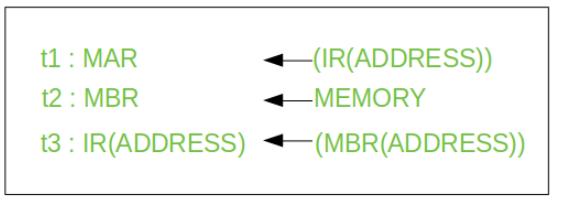 t1 : MAR ←(IR(ADDRESS))
t2 : MBR ←MEMORY
t3 : IR(ADDRESS) ←(MBR(ADDRESS))